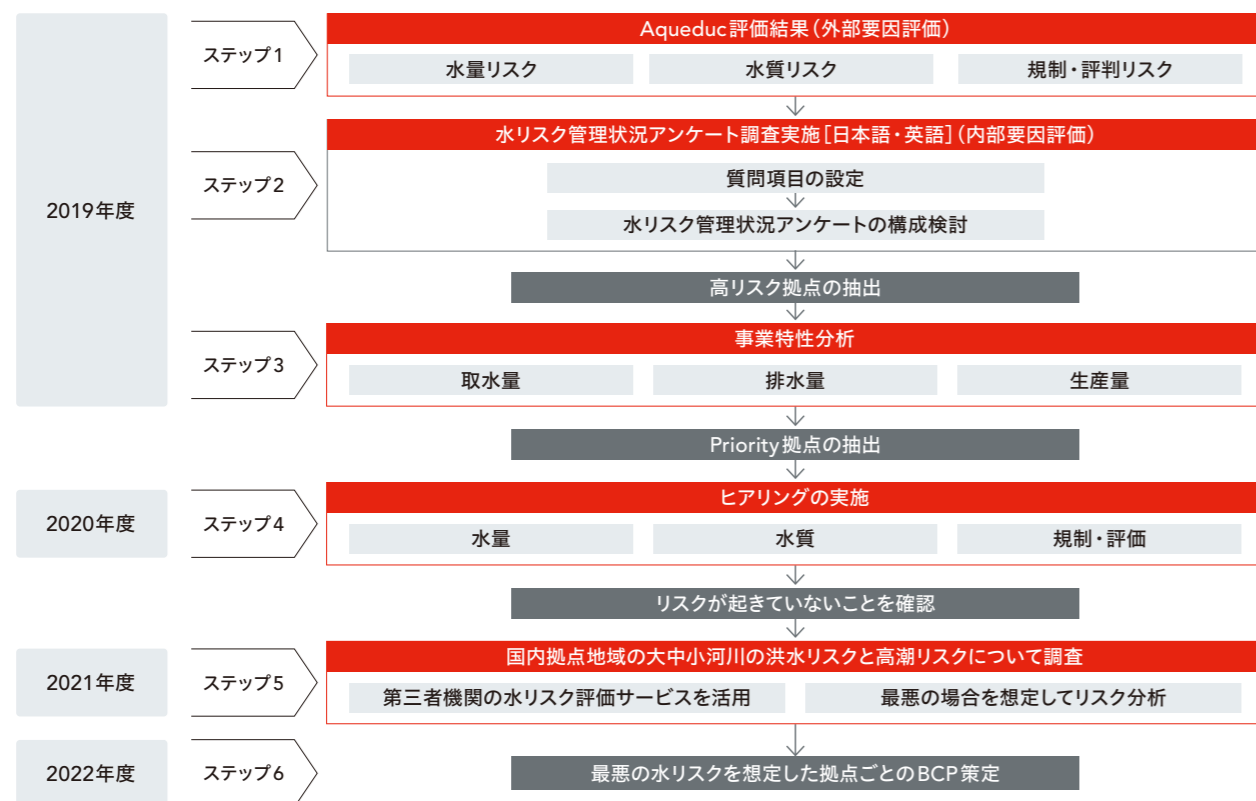 2019年度
ステップ1
Aqueduc評価結果（外部要因評価）
水量リスク
水質リスク
規制・評判リスク
ステップ2
水リスク管理状況アンケート調査実施［日本語・英語］（内部要因評価）
質問項目の設定
水リスク管理状況アンケートの構成検討
高リスク拠点の抽出
ステップ3
事業特性分析
取水量
排水量
生産量
Priority拠点の抽出
2020年度
ステップ4
ヒアリングの実施
水量
水質
規制・評価
リスクが起きていないことを確認
2021年度
ステップ5
国内拠点地域の大中小河川の洪水リスクと高潮リスクについて調査
第三者機関の水リスク評価サービスを活用
最悪の場合を想定してリスク分析
2022年度
ステップ6
最悪の水リスクを想定した拠点ごとのBCP策定